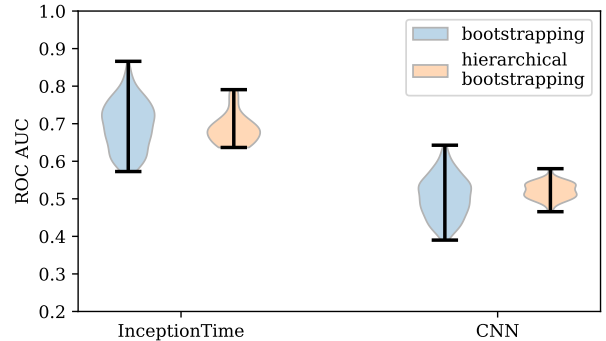 1.0
0.9
0.8
0.7
0.6
0.5
0.4
0.3
0.2
ROC AUC
bootstrapping
hierarchical
bootstrapping
InceptionTime
CNN